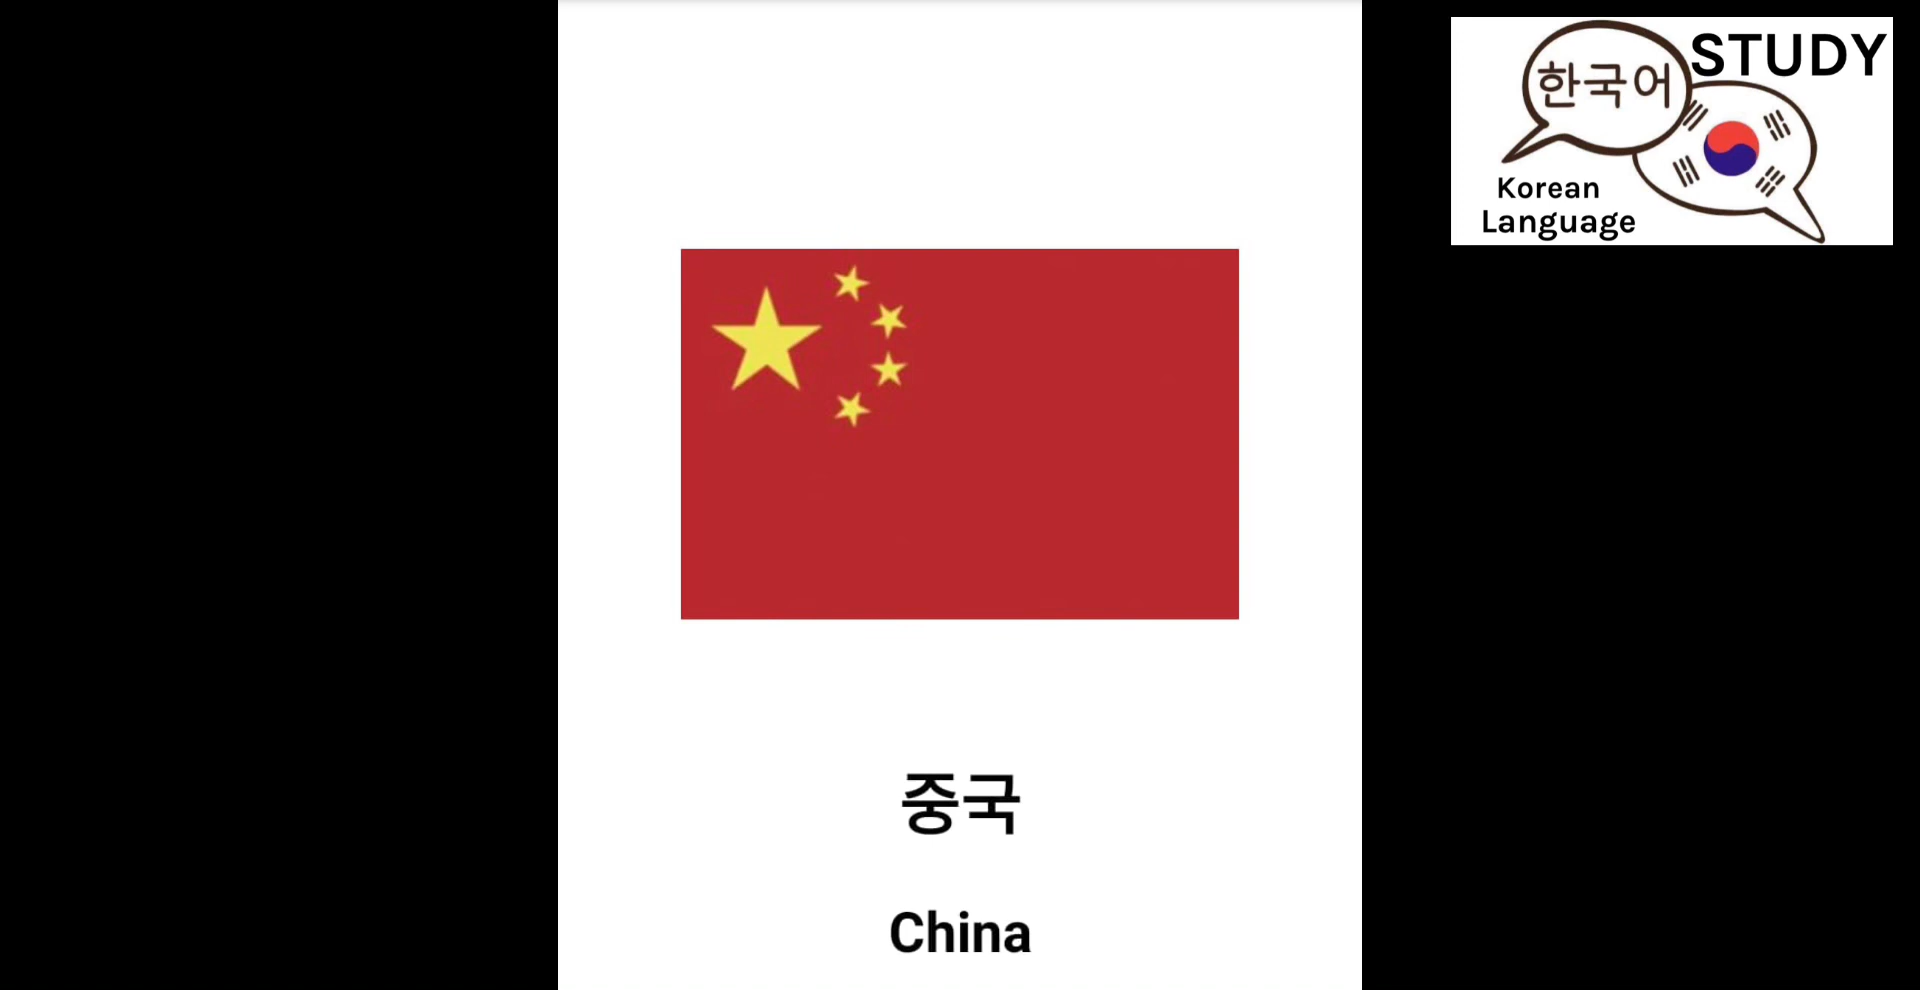 중국
China
한국어
STUDY
Korean
Language